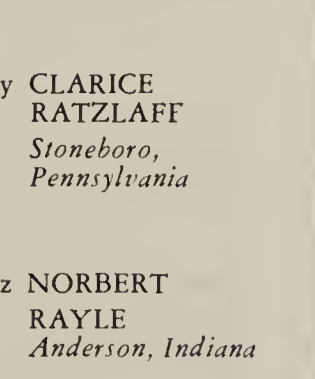 y CLARICE
RATZLAFF
Stoneboro,
Pennsylvania
z NORBERT
RAYLE
Anderson, Indiana